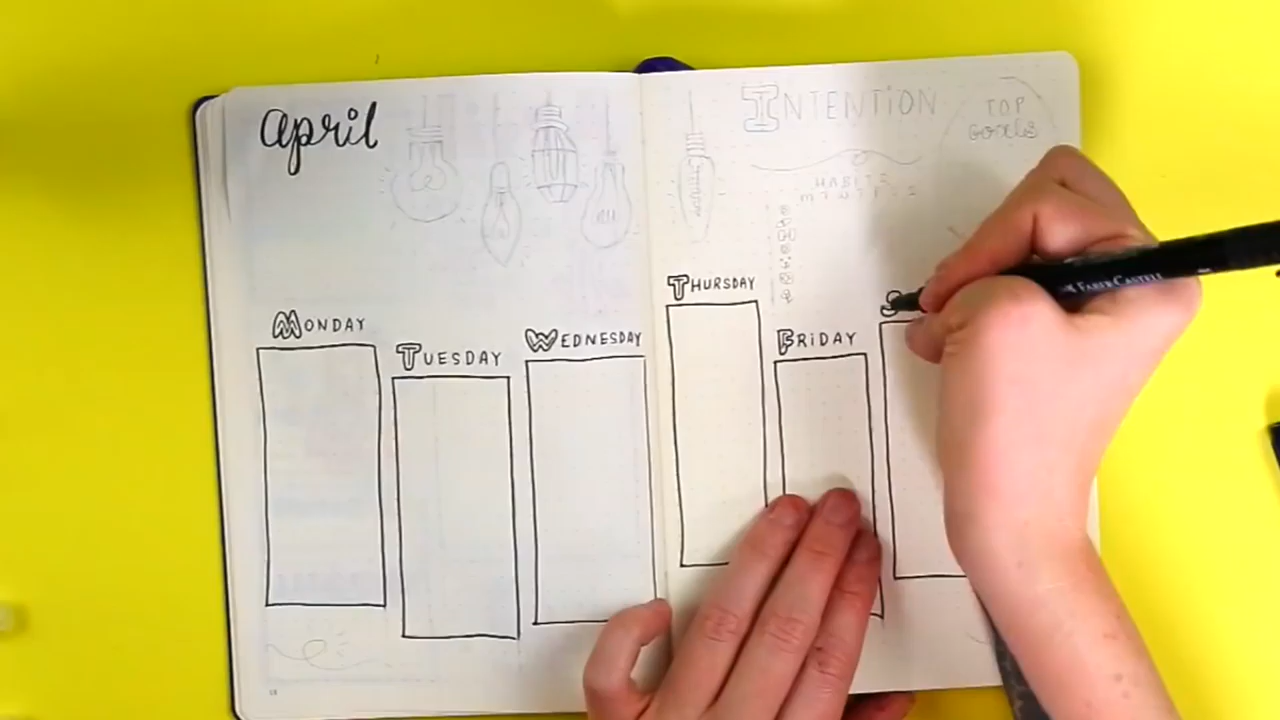 April
MONDAY
TUESDAY
WEDNESDAY
INTENTiON
TOP
GOALS
HABITS
THURSDAY
FRiDAY
FABER-CASTELL